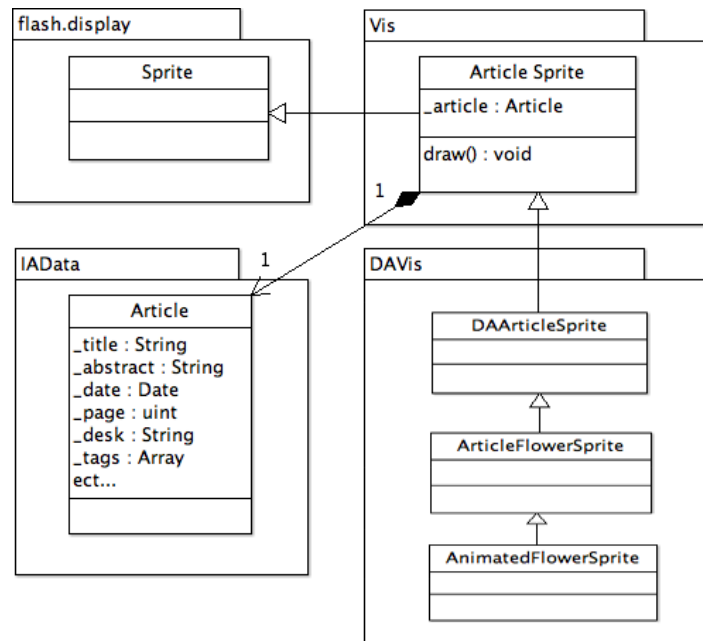 flash.display
Sprite
Vis
Article Sprite
_article : Article
draw() : void
1
1
IAData
Article
_title : String
_abstract : String
_date : Date
_page : uint
_desk : String
_tags : Array
ect...
DAVis
DAArticleSprite
ArticleFlowerSprite
AnimatedFlowerSprite